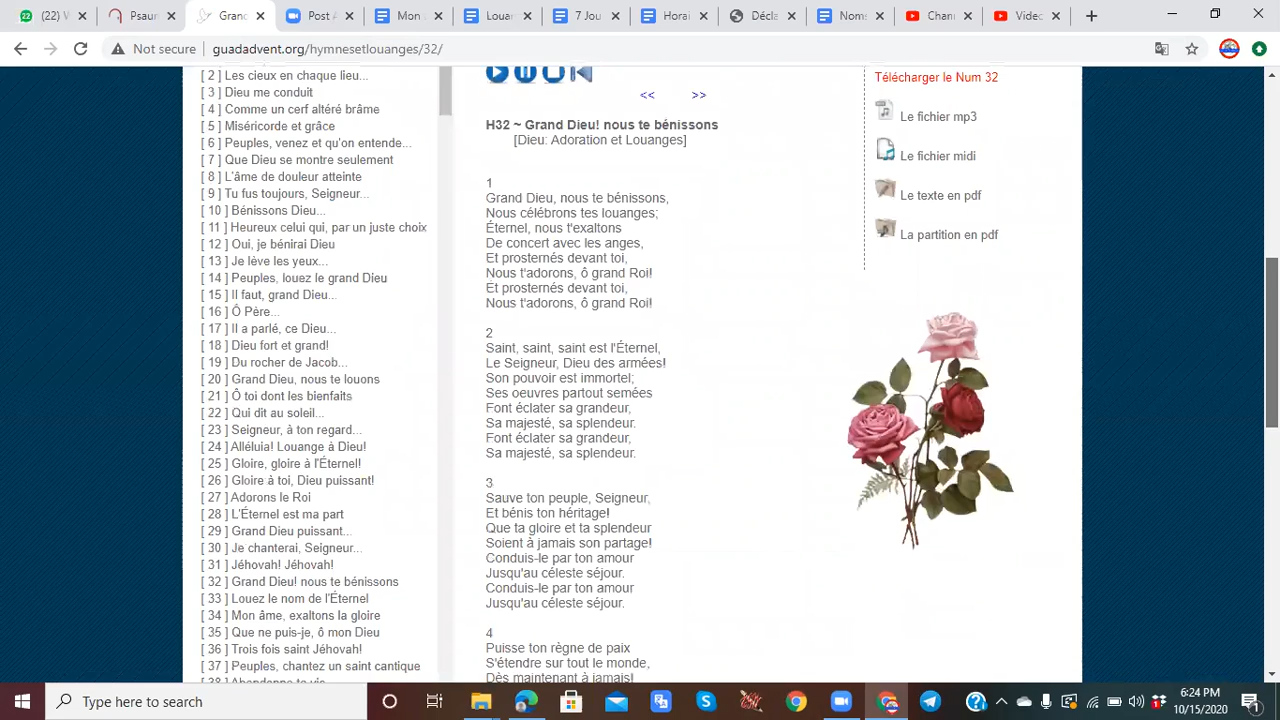 (22)
Psaun
Grand
Post A
Mon
Louan
7 Jou
Horai
Décla
Noms
Chan
Video
Not secure
guadadvent.org/hymnesetlouanges/32/
[ 2 ] Les cieux en chaque lieu...
[ 3 ] Dieu me conduit
[ 4 ] Comme un cerf altéré brâme
[ 5 ] Miséricorde et grâce
[ 6 ] Peuples, venez et qu'on entende...
[ 7 ] Que Dieu se montre seulement
[ 8 ] L'âme de douleur atteinte
[ 9 ] Tu fus toujours, Seigneur...
[ 10 ] Bénissons Dieu...
[ 11 ] Heureux celui qui, par un juste choix
[ 12 ] Oui, je bénirai Dieu
[ 13 ] Je lève les yeux...
[ 14 ] Peuples, louez le grand Dieu
[ 15 ] Il faut, grand Dieu...
[ 16 ] Ô Père...
[ 17 ] Il a parlé, ce Dieu...
[ 18 ] Dieu fort et grand!
[ 19 ] Du rocher de Jacob...
[ 20 ] Grand Dieu, nous te louons
[ 21 ] Ô toi dont les bienfaits
[ 22 ] Qui dit au soleil...
[ 23 ] Seigneur, à ton regard...
[ 24 ] Alléluia! Louange à Dieu!
[ 25 ] Gloire, gloire à l'Éternel!
[ 26 ] Gloire à toi, Dieu puissant!
[ 27 ] Adorons le Roi
[ 28 ] L'Éternel est ma part
[ 29 ] Grand Dieu puissant...
[ 30 ] Je chanterai, Seigneur...
[ 31 ] Jéhovah! Jéhovah!
[ 32 ] Grand Dieu! nous te bénissons
[ 33 ] Louez le nom de l'Éternel
[ 34 ] Mon âme, exaltons la gloire
[ 35 ] Que ne puis-je, ô mon Dieu
[ 36 ] Trois fois saint Jéhovah!
[ 37 ] Peuples, chantez un saint cantique
<< >>
H32 ~ Grand Dieu! nous te bénissons
[Dieu: Adoration et Louanges]
1
Grand Dieu, nous te bénissons,
Nous célébrons tes louanges;
Éternel, nous t'exaltons
De concert avec les anges,
Et prosternés devant toi,
Nous t'adorons, ô grand Roi!
Et prosternés devant toi,
Nous t'adorons, ô grand Roi!
2
Saint, saint, saint est l'Éternel,
Le Seigneur, Dieu des armées!
Son pouvoir est immortel;
Ses oeuvres partout semées
Font éclater sa grandeur,
Sa majesté, sa splendeur.
Font éclater sa grandeur,
Sa majesté, sa splendeur.
3
Sauve ton peuple, Seigneur,
Et bénis ton héritage!
Que ta gloire et ta splendeur
Soient à jamais son partage!
Conduis-le par ton amour
Jusqu'au céleste séjour.
Conduis-le par ton amour
Jusqu'au céleste séjour.
4
Puisse ton règne de paix
S'étendre sur tout le monde,
Dès maintenant à jamais!
Télécharger le Num 32
Le fichier mp3
Le fichier midi
Le texte en pdf
La partition en pdf
Type here to search
6:24 PM
10/15/2020